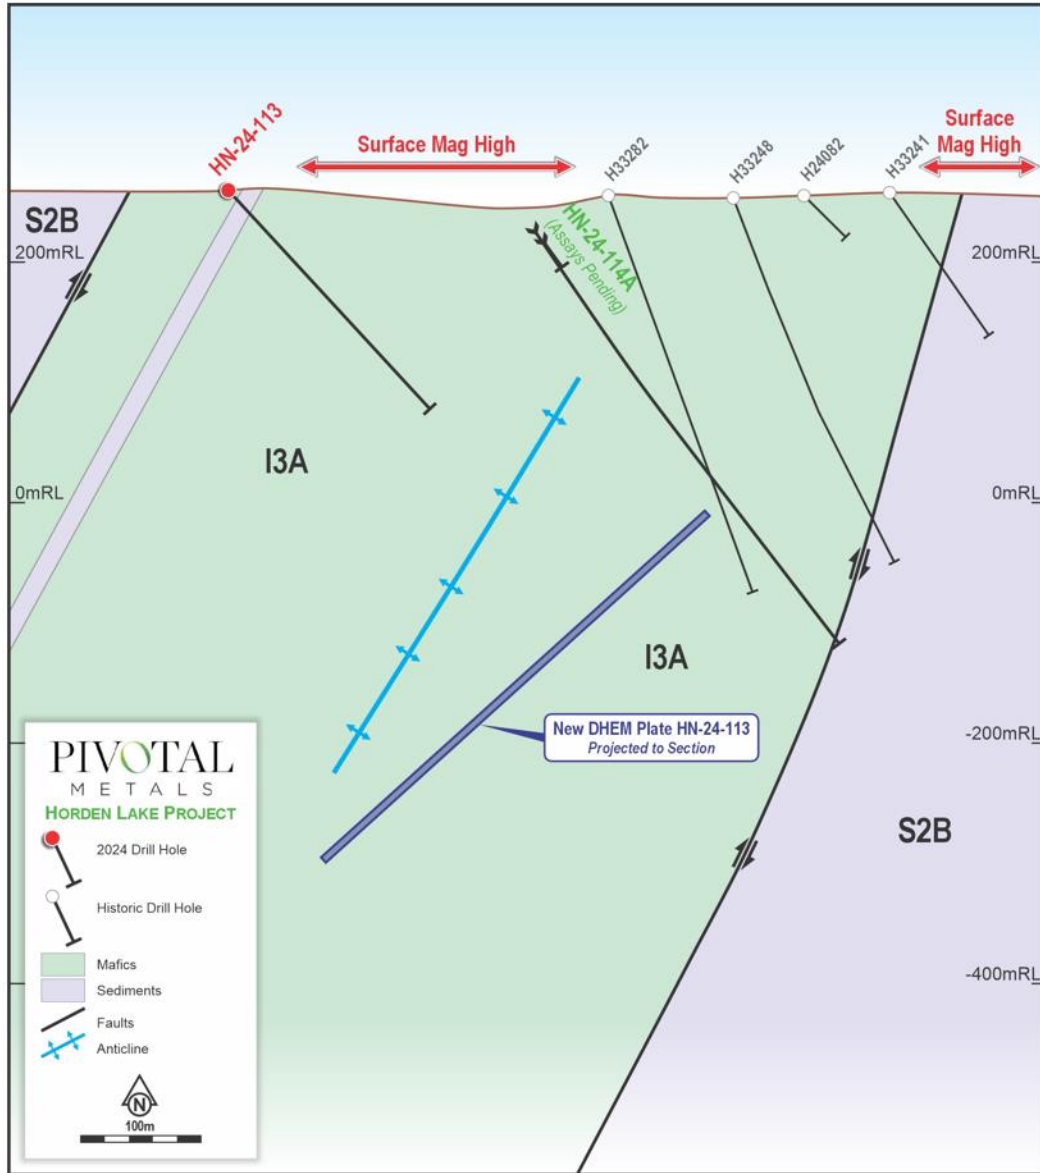 HN-24-113
Surface Mag High
H33282
H33248
H24082
H33241
Surface
Mag High
S2B
200mRL
200mRL
HN-24-114A
(Assays Pending)
I3A
0mRL
0mRL
I3A
New DHEM Plate HN-24-113
Projected to Section
-200mRL
S2B
-400mRL
PIVOTAL
METALS
HORDEN LAKE PROJECT
2024 Drill Hole
Historic Drill Hole
Mafics
Sediments
Faults
Anticline
N
100m